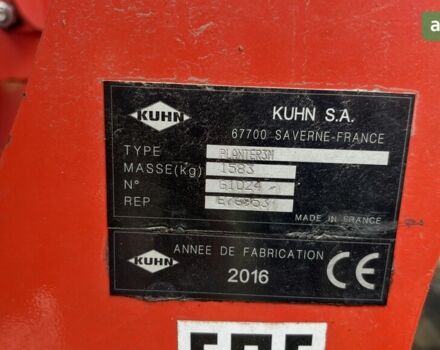 KUHN
KUHN S.A.
67700 SAVERNE-FRANCE
TYPE PLANTER3M
MASSE(kg) 1583
N° GID24
REP.
MADE IN FRANCE
KUHN
ANNEE DE FABRICATION
2016
CE